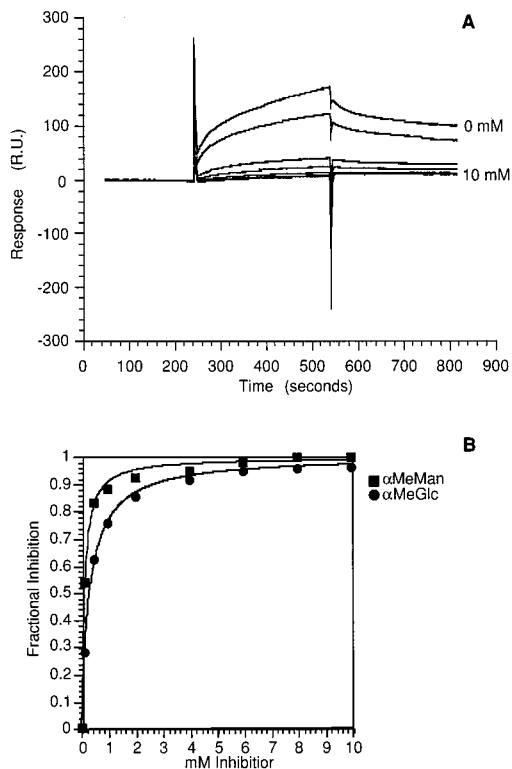 A
300
200
100
0
-100
-200
-300
Response (R.U.)
0 mM
10 mM
0 100 200 300 400 500 600 700 800 900
Time (seconds)
B
1
0.9
0.8
0.7
0.6
0.5
0.4
0.3
0.2
0.1
0
Fractional Inhibition
αMeMan
αMeGlc
0 1 2 3 4 5 6 7 8 9 10
mM Inhibitior